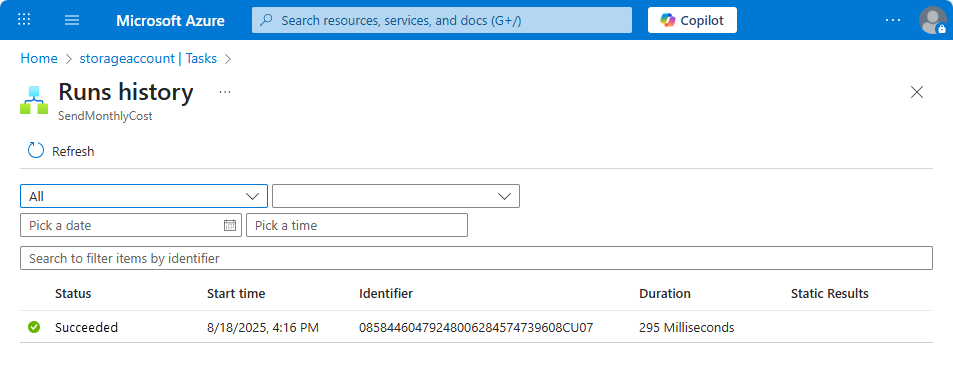 Microsoft Azure Search resources, services, and docs (G+/) Copilot ...
Home > storageaccount | Tasks >
Runs history ...
SendMonthlyCost
Refresh
All
Pick a date Pick a time
Search to filter items by identifier
Status Start time Identifier Duration Static Results
Succeeded 8/18/2025, 4:16 PM 08584460479248006284574739608CU07 295 Milliseconds